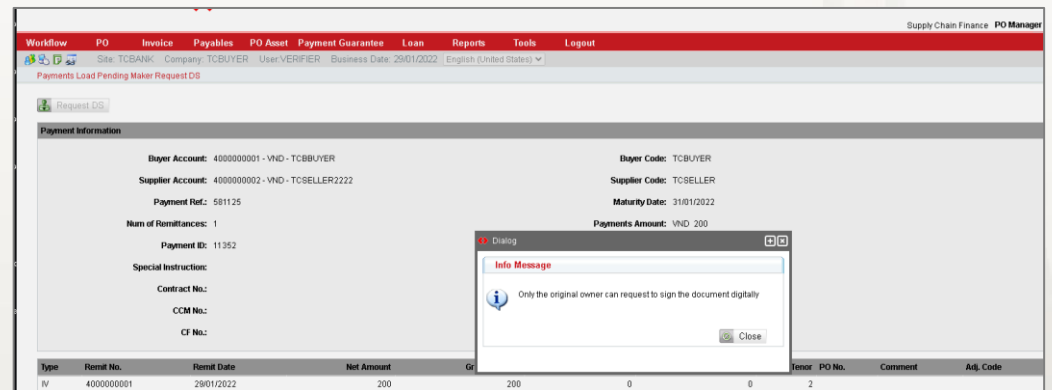 Supply Chain Finance PO Manager
Workflow PO Invoice Payables PO Asset Payment Guarantee Loan Reports Tools Logout
Site: TCBANK Company: TCBUYER User:VERIFIER Business Date: 29/01/2022 English (United States)
Payments Load Pending Maker Request DS
Request DS
Payment Information
Buyer Account: 4000000001 - VND - TCBBUYER Buyer Code: TCBUYER
Supplier Account: 4000000002 - VND - TCSELLER2222 Supplier Code: TCSELLER
Payment Ref.: 581125 Maturity Date: 31/01/2022
Num of Remittances: 1 Payments Amount: VND 200
Payment ID: 11352
Special Instruction:
Contract No.:
CCM No.:
CF No.:
Dialog
Info Message
Only the original owner can request to sign the document digitally
Close
Type Remit No. Remit Date Net Amount Gr Tenor PO No. Comment Adj. Code
IV 4000000001 29/01/2022 200 200 0 0 2